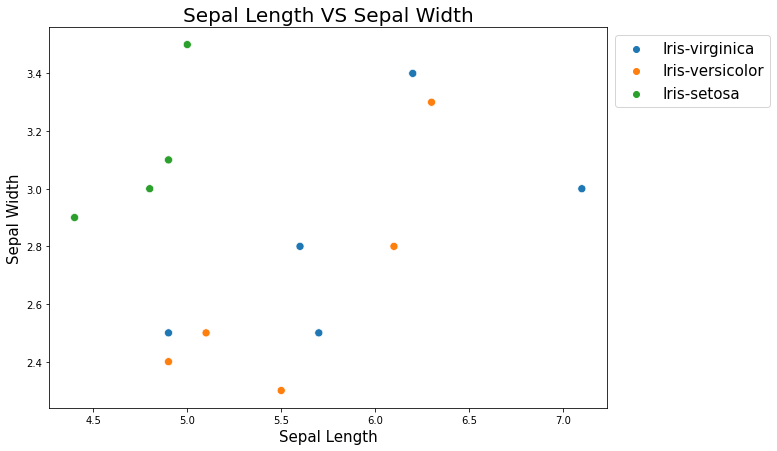 Sepal Length VS Sepal Width
Iris-virginica
Iris-versicolor
Iris-setosa
Sepal Width
3.4
3.2
3.0
2.8
2.6
2.4
4.5 5.0 5.5 6.0 6.5 7.0
Sepal Length